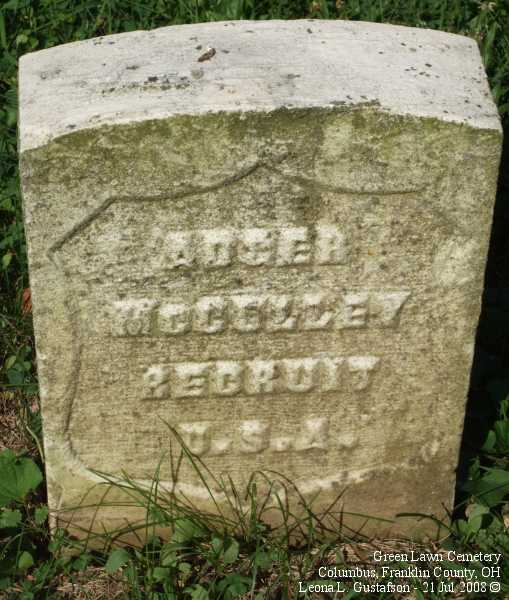 ADGER
McCULLEY
RECRUIT
U.S.A.
Green Lawn Cemetery
Columbus, Franklin County, OH
Leona L. Gustafson - 21 Jul 2008 ©